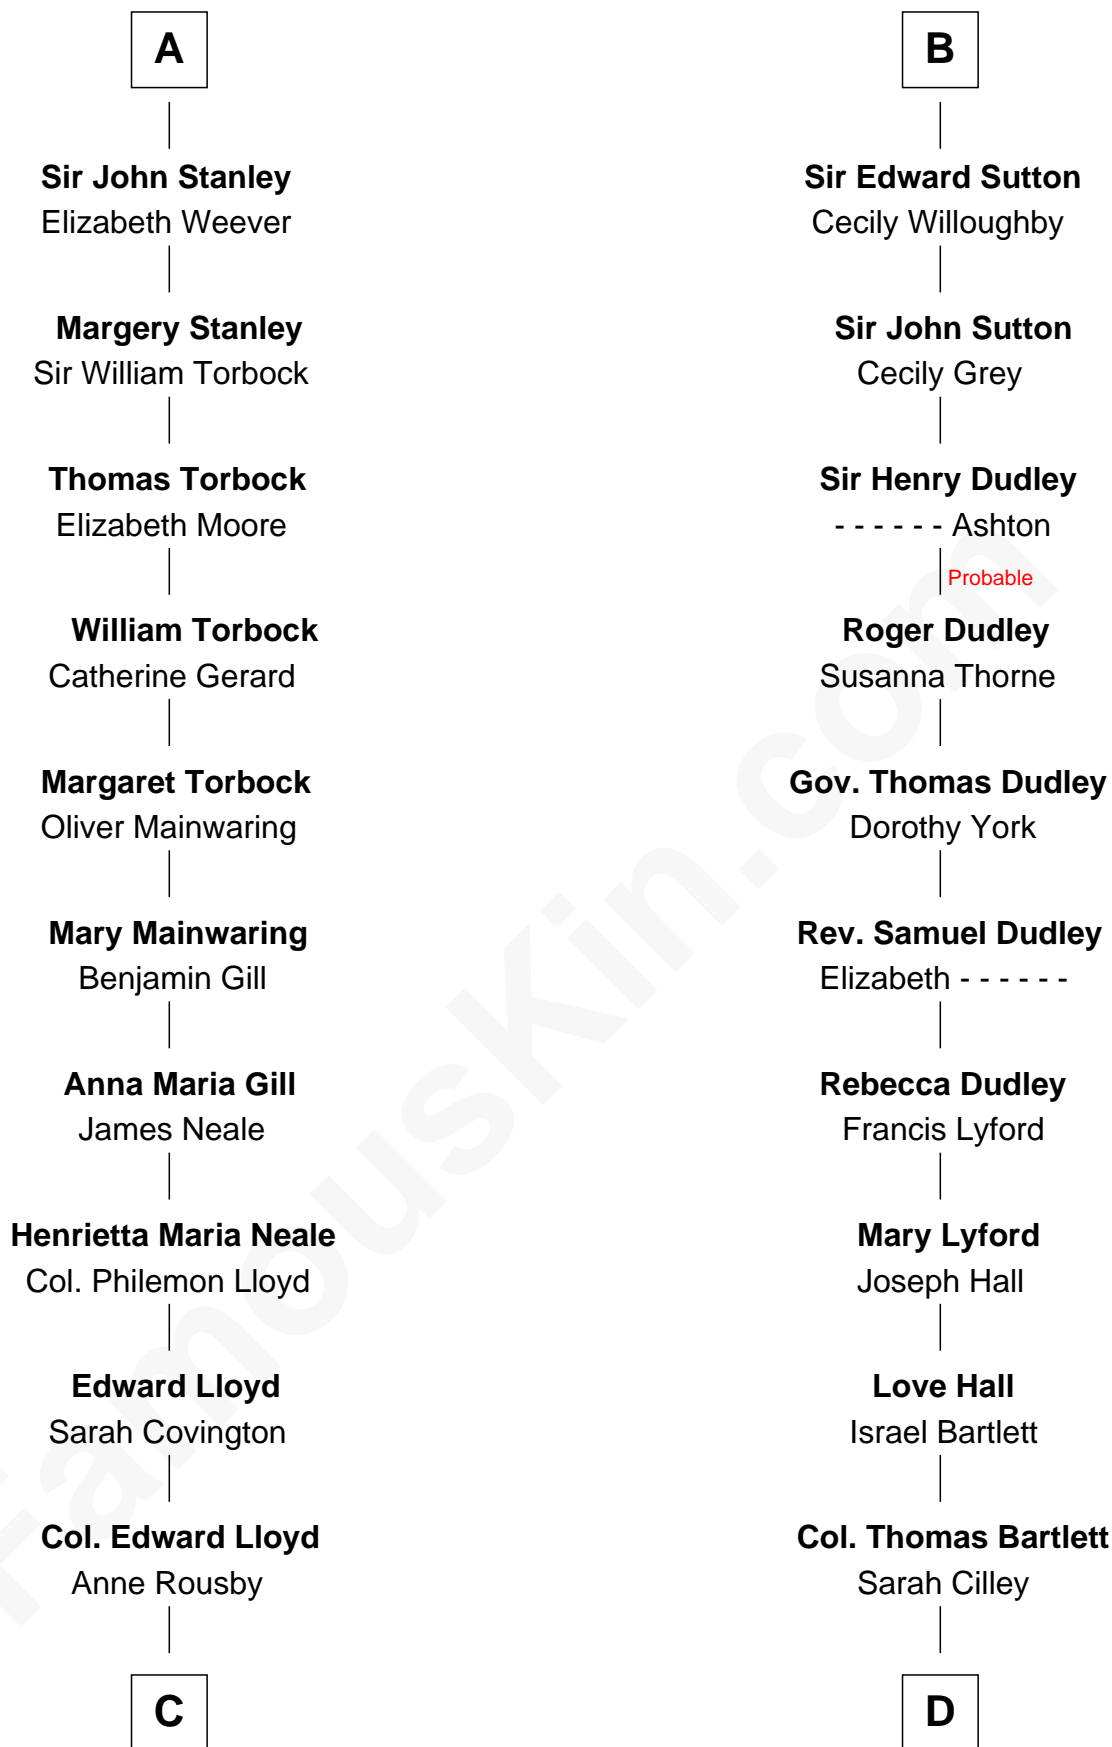 A
Sir John Stanley
Elizabeth Weever
Margery Stanley
Sir William Torbock
Thomas Torbock
Elizabeth Moore
William Torbock
Catherine Gerard
Margaret Torbock
Oliver Mainwaring
Mary Mainwaring
Benjamin Gill
Anna Maria Gill
James Neale
Henrietta Maria Neale
Col. Philemon Lloyd
Edward Lloyd
Sarah Covington
Col. Edward Lloyd
Anne Rousby
C
B
Sir Edward Sutton
Cecily Willoughby
Sir John Sutton
Cecily Grey
Sir Henry Dudley
- - - - - - Ashton
Probable
Roger Dudley
Susanna Thorne
Gov. Thomas Dudley
Dorothy York
Rev. Samuel Dudley
Elizabeth - - - - - -
Rebecca Dudley
Francis Lyford
Mary Lyford
Joseph Hall
Love Hall
Israel Bartlett
Col. Thomas Bartlett
Sarah Cilley
D
FamousKin.com